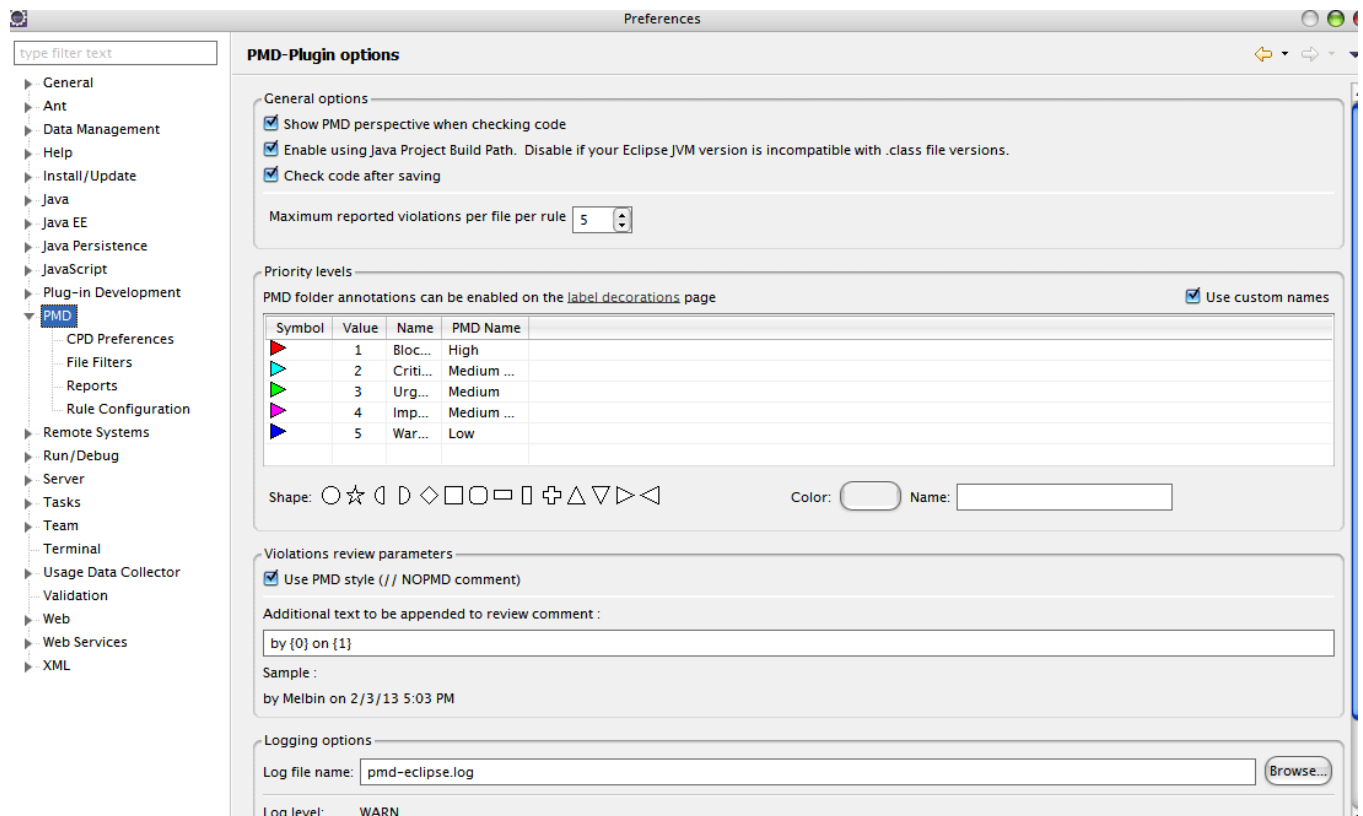 Preferences
type filter text
General
Ant
Data Management
Help
Install/Update
Java
Java EE
Java Persistence
JavaScript
Plug-in Development
PMD
CPD Preferences
File Filters
Reports
Rule Configuration
Remote Systems
Run/Debug
Server
Tasks
Team
Terminal
Usage Data Collector
Validation
Web
Web Services
XML
PMD-Plugin options
General options
Show PMD perspective when checking code
Enable using Java Project Build Path. Disable if your Eclipse JVM version is incompatible with .class file versions.
Check code after saving
Maximum reported violations per file per rule 5
Priority levels
PMD folder annotations can be enabled on the label decorations page Use custom names
Symbol Value Name PMD Name
1 Bloc... High
2 Criti... Medium ...
3 Urg... Medium
4 Imp... Medium ...
5 War... Low
Shape: Color: Name:
Violations review parameters
Use PMD style (// NOPMD comment)
Additional text to be appended to review comment :
by {0} on {1}
Sample :
by Melbin on 2/3/13 5:03 PM
Logging options
Log file name: pmd-eclipse.log Browse...
Log level: WARN